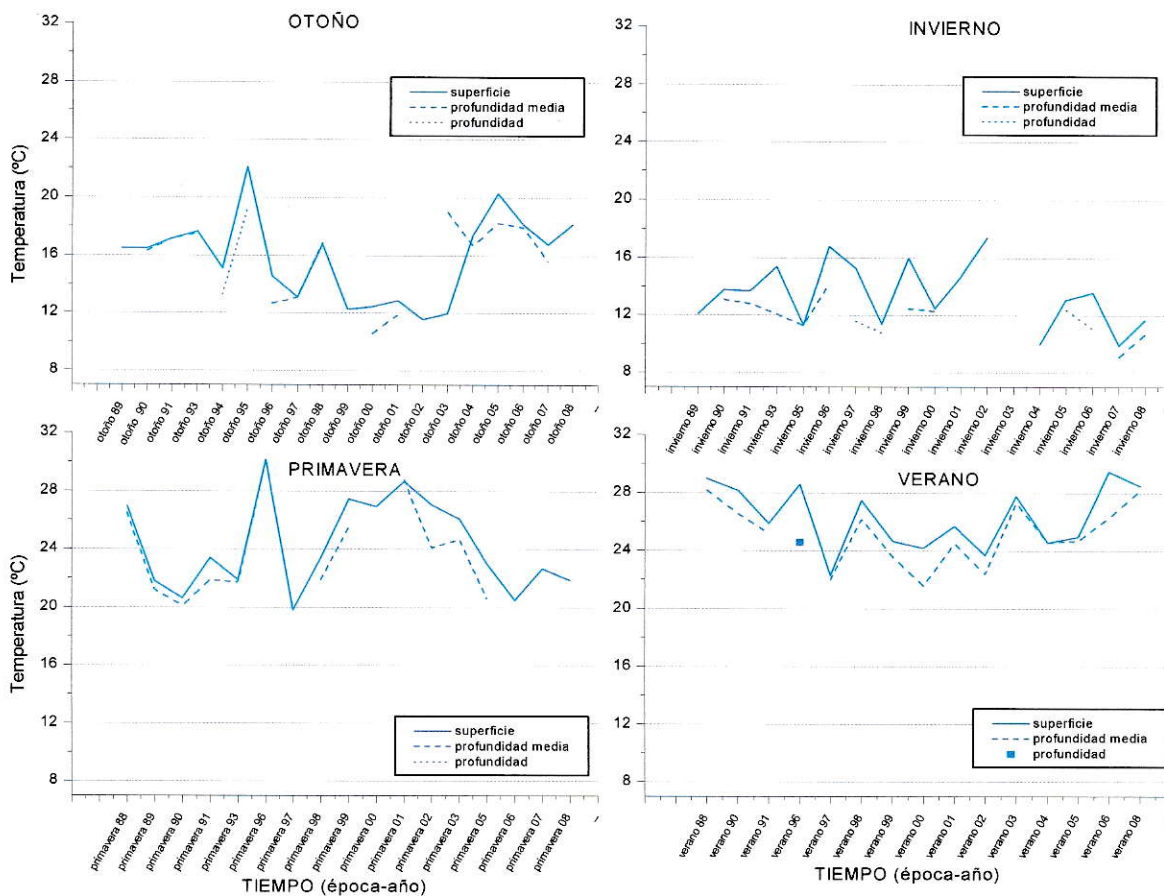 OTOÑO
32
28
24
20
16
12
8
Temperatura (ºC)
superficie
profundidad media
profundidad
otoño 89
otoño 90
otoño 91
otoño 93
otoño 94
otoño 95
otoño 96
otoño 97
otoño 98
otoño 99
otoño 00
otoño 01
otoño 02
otoño 03
otoño 04
otoño 05
otoño 06
otoño 07
otoño 08
INVIERNO
32
28
24
20
16
12
8
superficie
profundidad media
profundidad
invierno 89
invierno 90
invierno 91
invierno 93
invierno 95
invierno 96
invierno 97
invierno 98
invierno 99
invierno 00
invierno 01
invierno 02
invierno 03
invierno 04
invierno 05
invierno 06
invierno 07
invierno 08
PRIMAVERA
32
28
24
20
16
12
8
Temperatura (ºC)
superficie
profundidad media
profundidad
primavera 88
primavera 89
primavera 90
primavera 91
primavera 93
primavera 96
primavera 97
primavera 98
primavera 99
primavera 00
primavera 01
primavera 02
primavera 03
primavera 05
primavera 06
primavera 07
primavera 08
TIEMPO (época-año)
VERANO
32
28
24
20
16
12
8
superficie
profundidad media
profundidad
verano 88
verano 90
verano 91
verano 96
verano 97
verano 98
verano 99
verano 00
verano 01
verano 02
verano 03
verano 04
verano 05
verano 06
verano 08
TIEMPO (época-año)